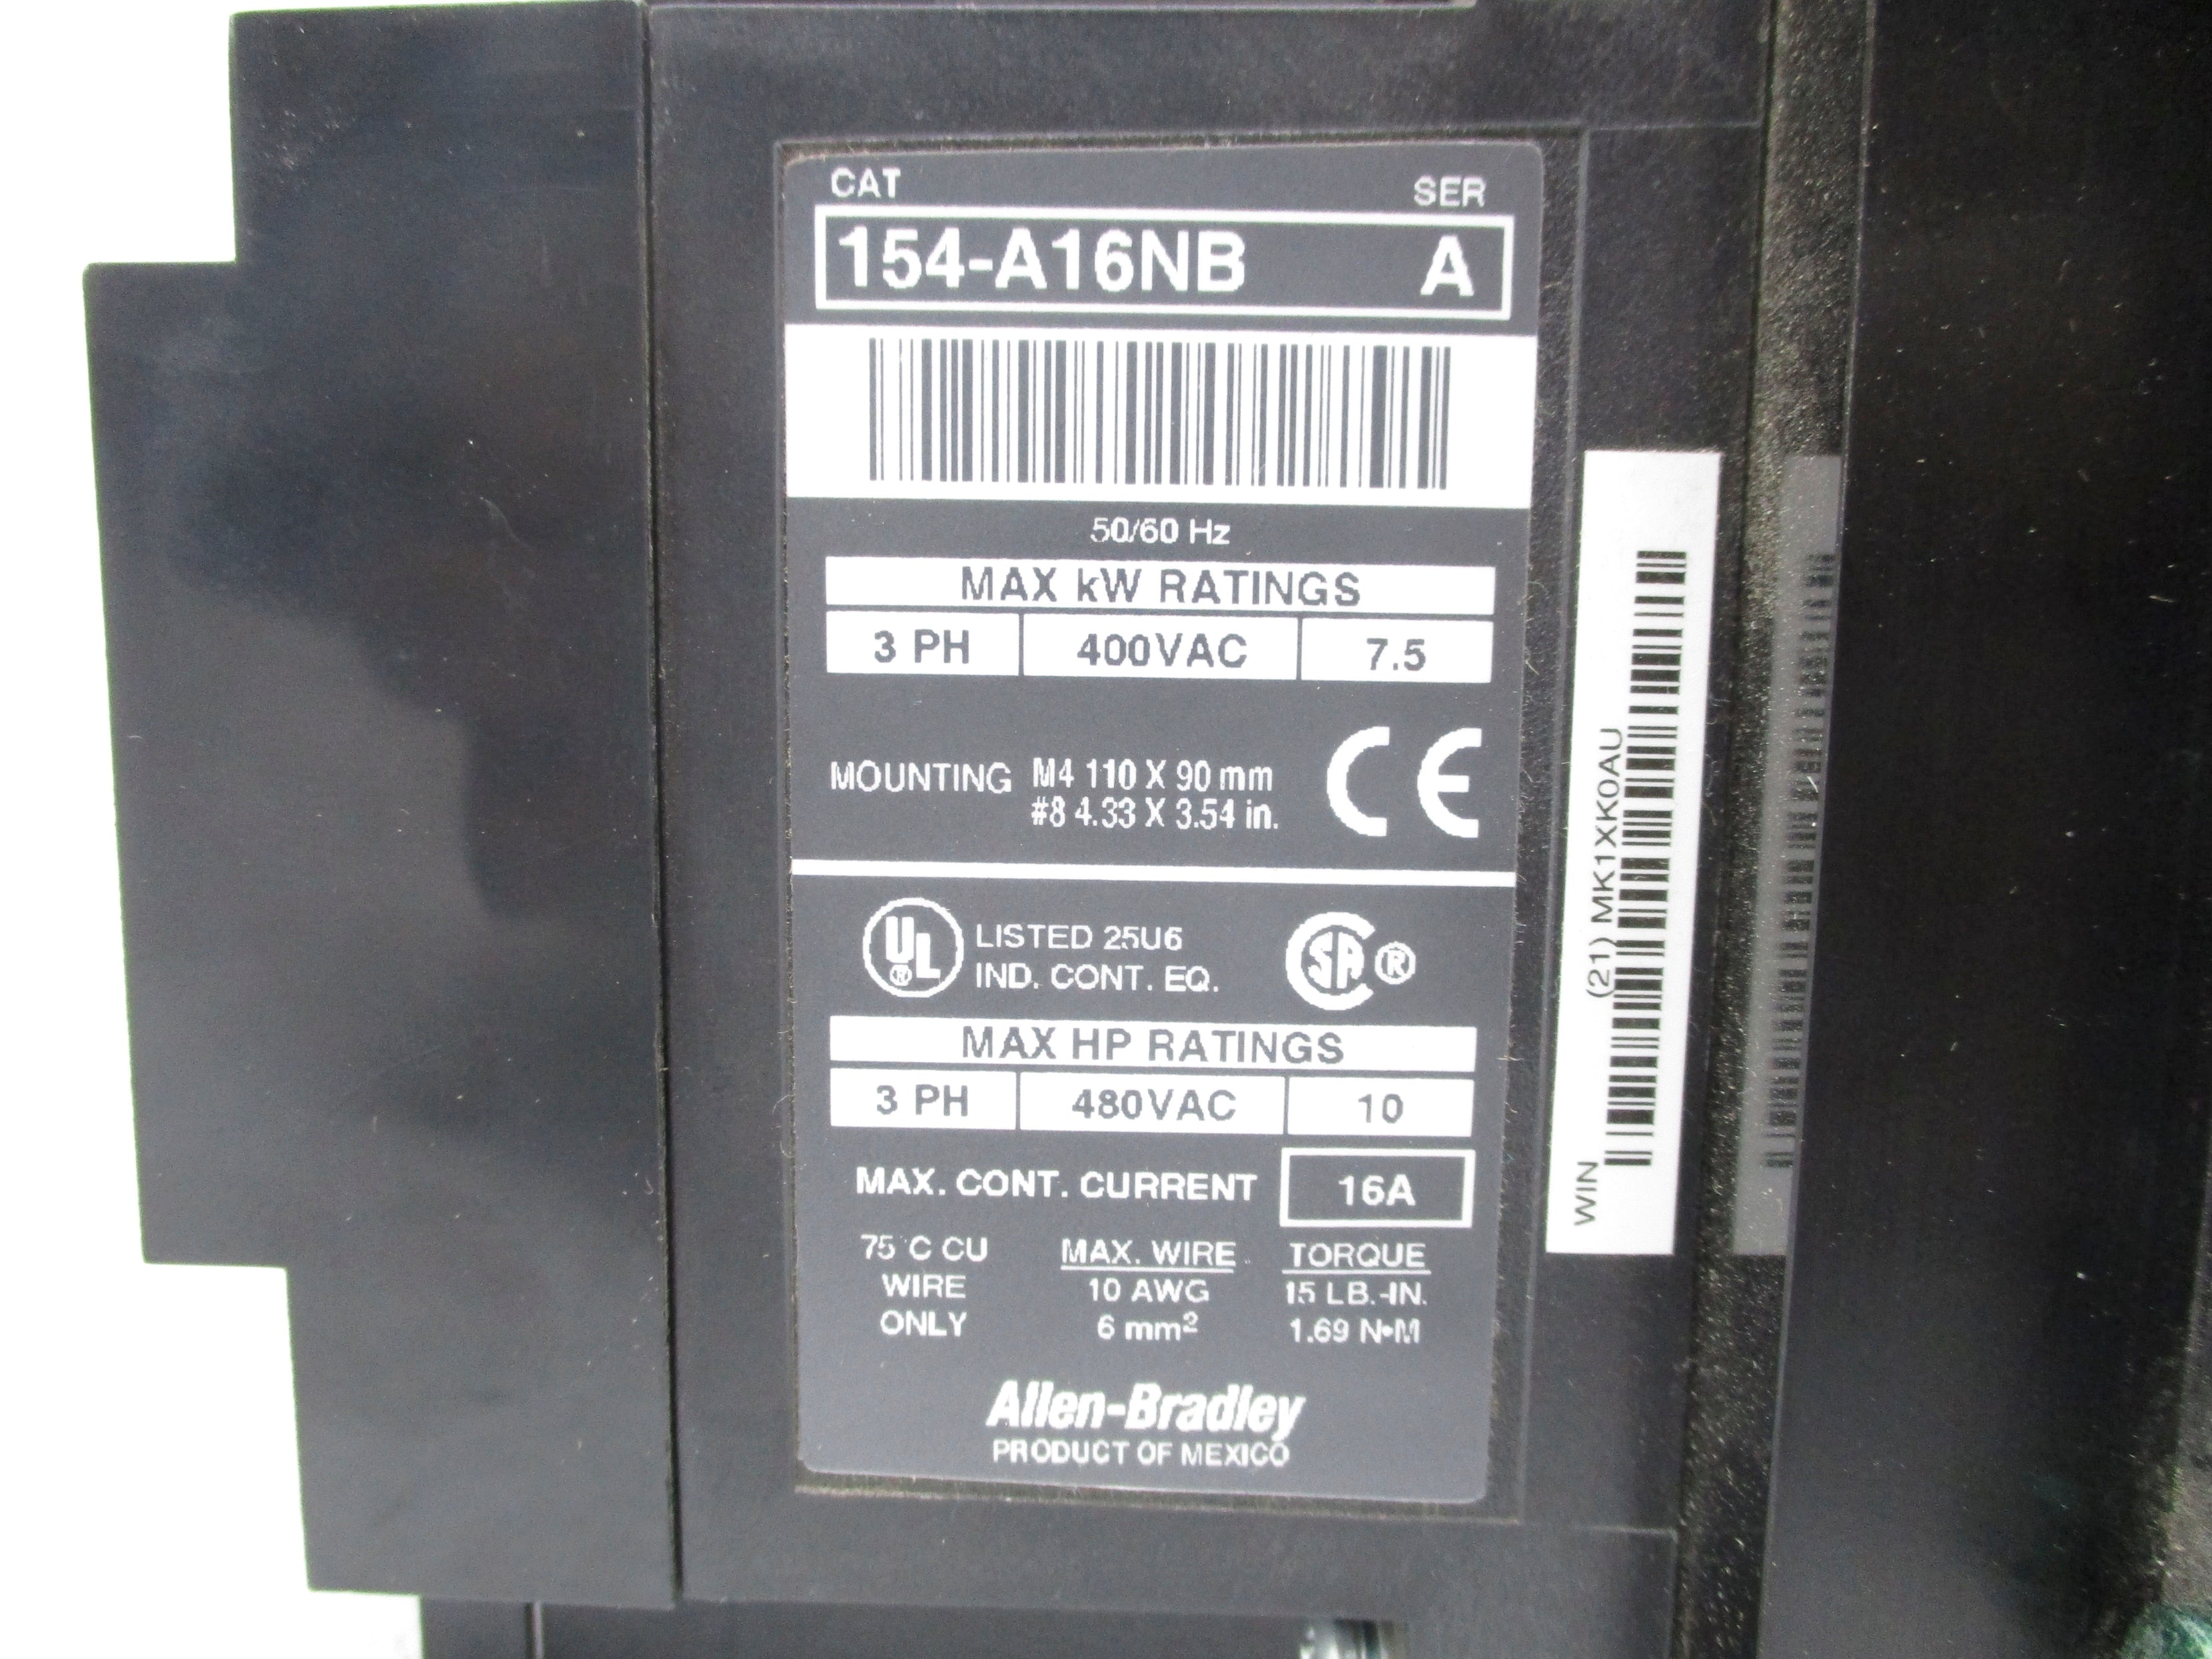 CAT SER
154-A16NB A
50/60 Hz
MAX kW RATINGS
3 PH 400VAC 7.5
MOUNTING M4 110 X 90 mm
#8 4.33 X 3.54 in.
CE
UL ® LISTED 25U6
IND. CONT. EQ.
SA ®
MAX HP RATINGS
3 PH 480VAC 10
MAX. CONT. CURRENT 16A
75°C CU MAX. WIRE TORQUE
WIRE 10 AWG 15 LB.-IN.
ONLY 6 mm² 1.69 N•M
Allen-Bradley
PRODUCT OF MEXICO
(21) MK1XK0AU
WIN